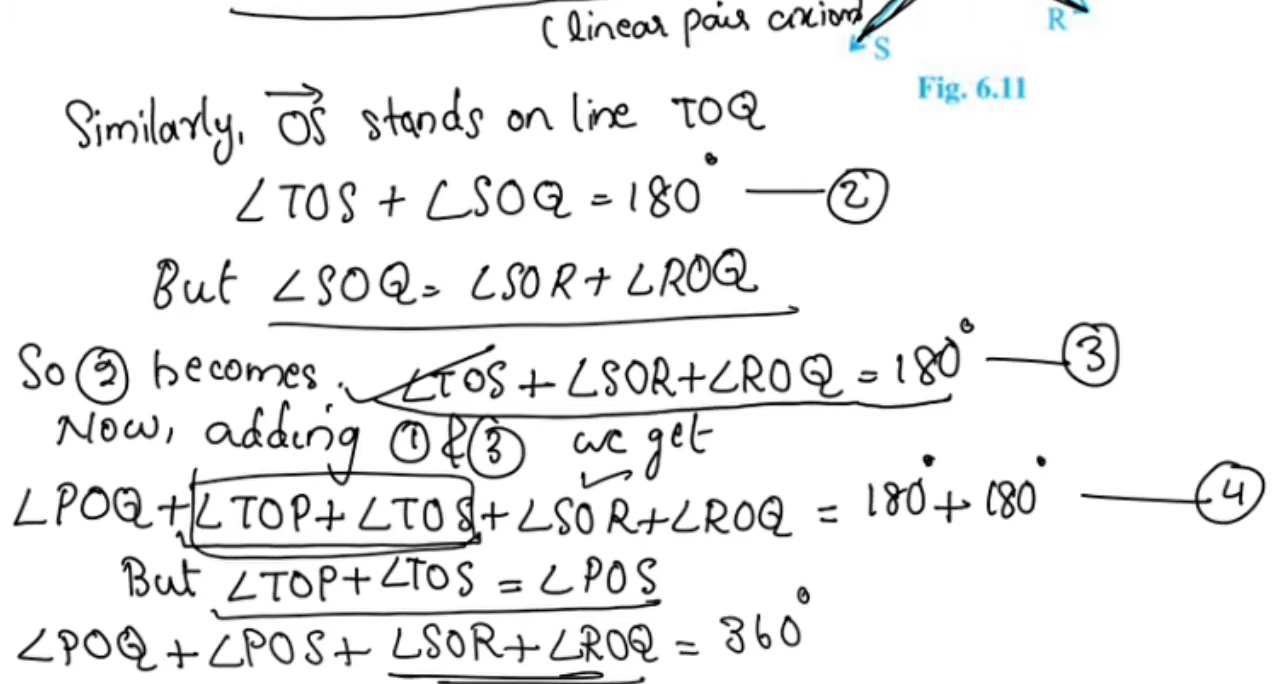 (linear pair axiom)
S
R
Fig. 6.11
Similarly, OS stands on line TOQ
∠TOS + ∠SOQ = 180° — ②
But ∠SOQ = ∠SOR + ∠ROQ
So ② becomes. ∠TOS + ∠SOR + ∠ROQ = 180° — ③
Now, adding ① & ③ we get
∠POQ + ∠TOP + ∠TOS + ∠SOR + ∠ROQ = 180° + 180° — ④
But ∠TOP + ∠TOS = ∠POS
∠POQ + ∠POS + ∠SOR + ∠ROQ = 360°